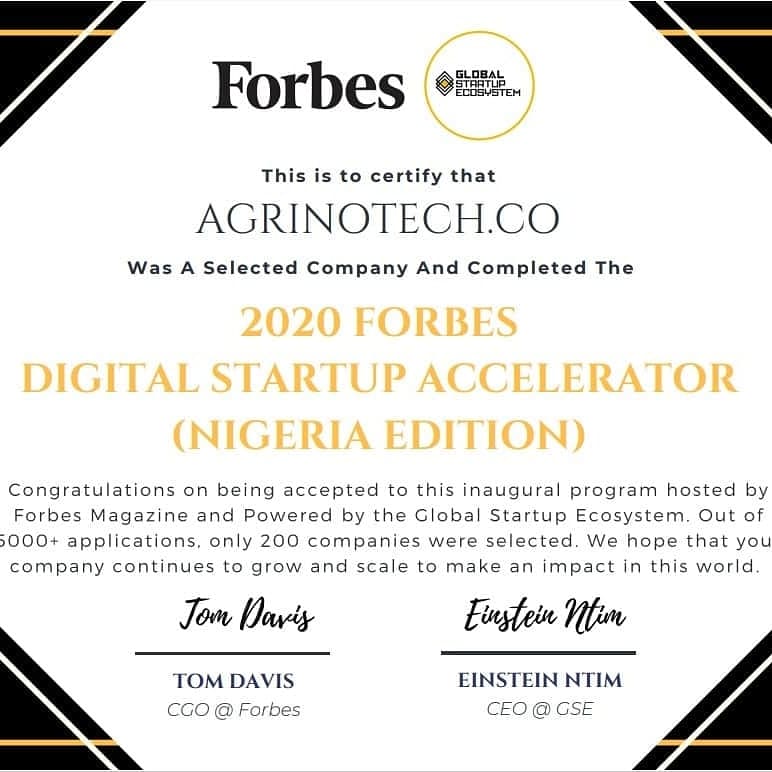 Forbes
GLOBAL
STARTUP
ECOSYSTEM
This is to certify that
AGRINOTECH.CO
Was A Selected Company And Completed The
2020 FORBES
DIGITAL STARTUP ACCELERATOR
(NIGERIA EDITION)
Congratulations on being accepted to this inaugural program hosted by
Forbes Magazine and Powered by the Global Startup Ecosystem. Out of
5000+ applications, only 200 companies were selected. We hope that you
company continues to grow and scale to make an impact in this world.
Tom Davis Einstein Ntim
TOM DAVIS EINSTEIN NTIM
CGO @ Forbes CEO @ GSE